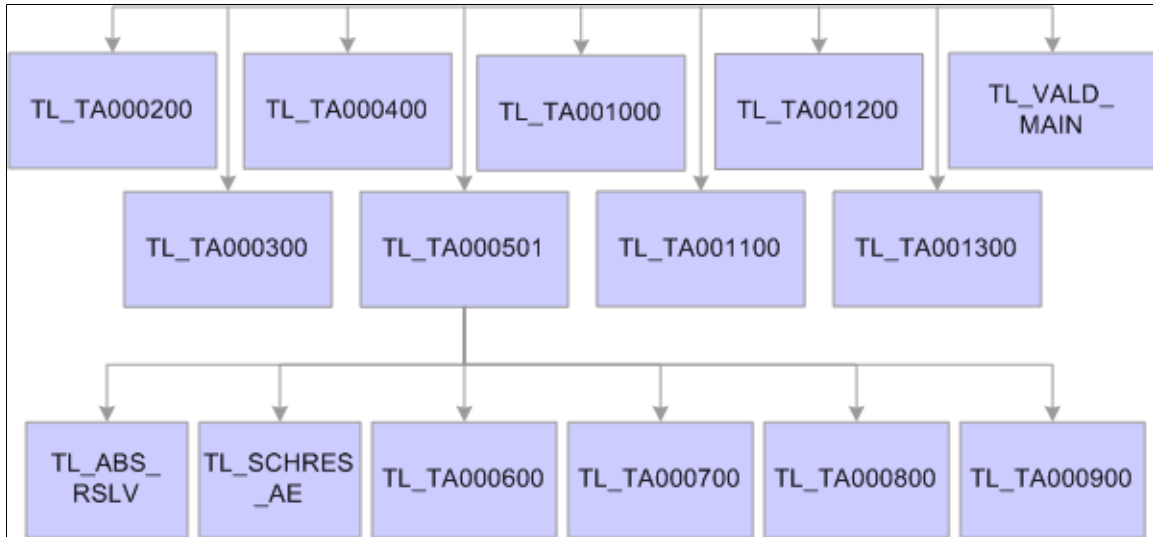 TL_TA000200
TL_TA000400
TL_TA001000
TL_TA001200
TL_VALD_
MAIN
TL_TA000300
TL_TA000501
TL_TA001100
TL_TA001300
TL_ABS_
RSLV
TL_SCHRES
_AE
TL_TA000600
TL_TA000700
TL_TA000800
TL_TA000900